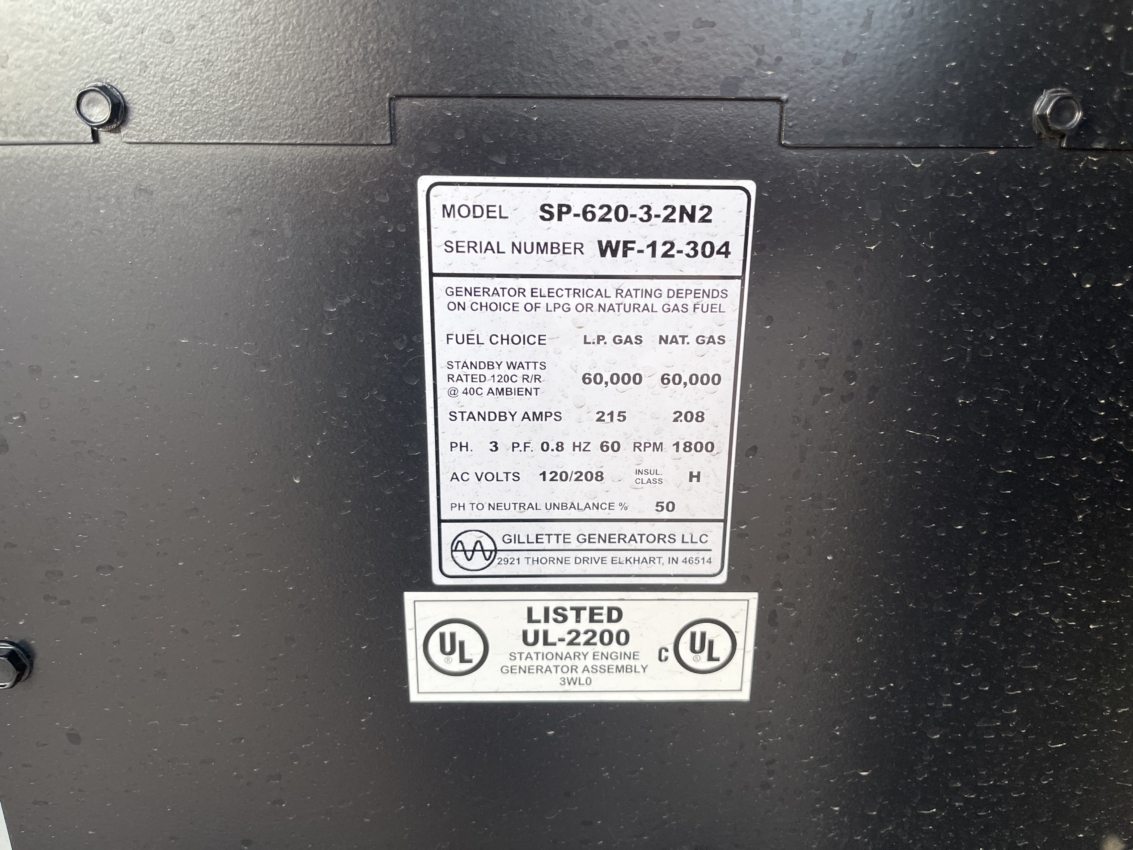 MODEL SP-620-3-2N2
SERIAL NUMBER WF-12-304
GENERATOR ELECTRICAL RATING DEPENDS
ON CHOICE OF LPG OR NATURAL GAS FUEL
FUEL CHOICE L.P. GAS NAT. GAS
STANDBY WATTS
RATED 120C R/R
@ 40C AMBIENT
60,000 60,000
STANDBY AMPS 215 208
PH. 3 P.F. 0.8 HZ 60 RPM 1800
AC VOLTS 120/208 INSUL. CLASS H
PH TO NEUTRAL UNBALANCE % 50
GILLETTE GENERATORS LLC
2921 THORNE DRIVE ELKHART, IN 46514
LISTED
UL-2200
STATIONARY ENGINE
GENERATOR ASSEMBLY
3WL0
UL ®
C UL ®